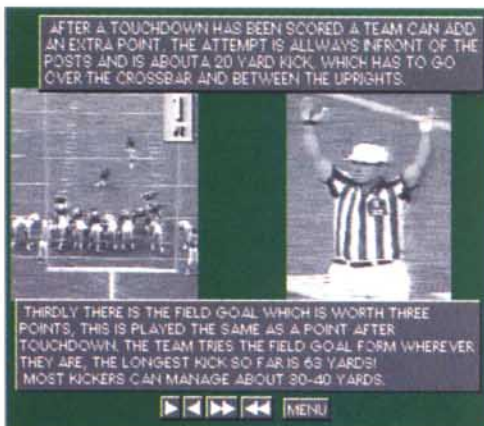 AFTER A TOUCHDOWN HAS BEEN SCORED A TEAM CAN ADD
AN EXTRA POINT, THE ATTEMPT IS ALLWAYS INFRONT OF THE
POSTS AND IS ABOUTA 20 YARD KICK, WHICH HAS TO GO
OVER THE CROSSBAR AND BETWEEN THE UPRIGHTS.
THIRDLY THERE IS THE FIELD GOAL WHICH IS WORTH THREE
POINTS, THIS IS PLAYED THE SAME AS A POINT AFTER
TOUCHDOWN. THE TEAM TRIES THE FIELD GOAL FORM WHEREVER
THEY ARE, THE LONGEST KICK SO FAR IS 63 YARDS!
MOST KICKERS CAN MANAGE ABOUT 30-40 YARDS.
MENU